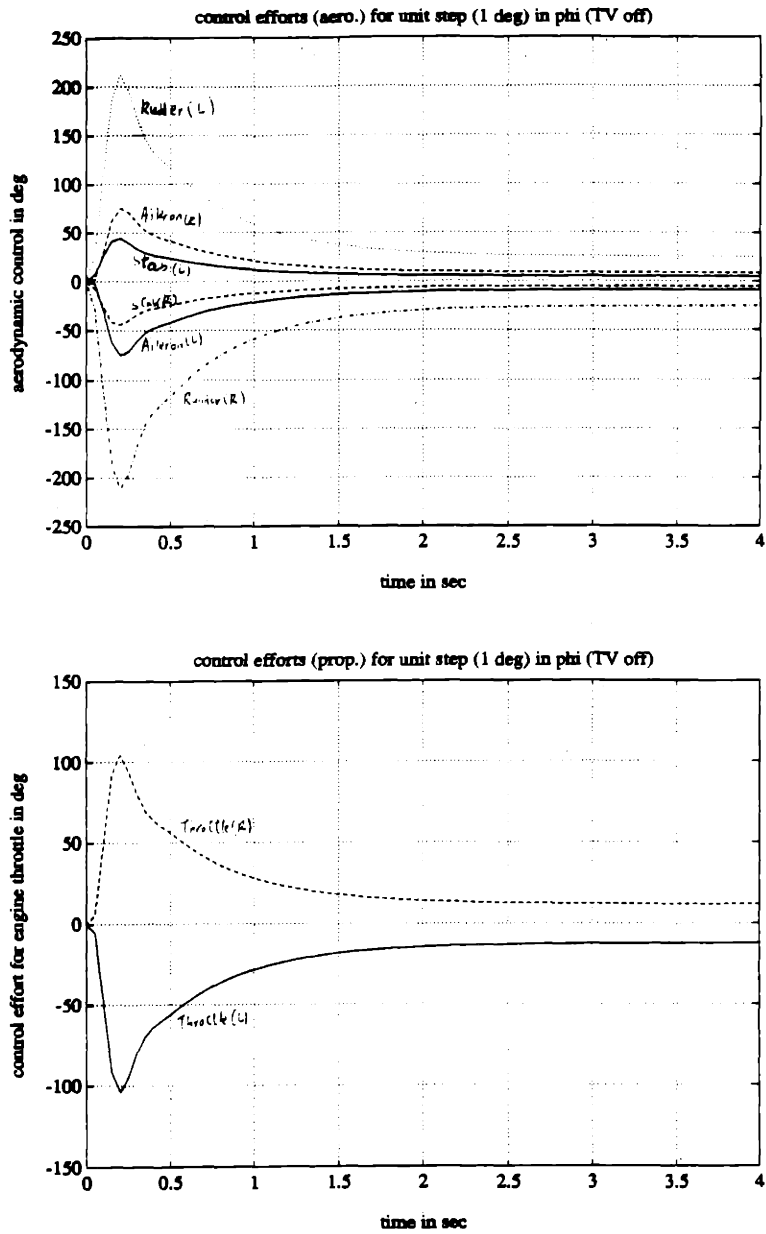 control efforts (aero.) for unit step (1 deg) in phi (TV off)
250
200
150
100
50
0
-50
-100
-150
-200
-250
aerodynamic control in deg
Rudder (L)
Aileron(R)
Stab(L)
Stab(R)
Aileron(L)
Rudder(R)
0 0.5 1 1.5 2 2.5 3 3.5 4
time in sec
control efforts (prop.) for unit step (1 deg) in phi (TV off)
150
100
50
0
-50
-100
-150
control effort for engine throttle in deg
Throttle(R)
Throttle(L)
0 0.5 1 1.5 2 2.5 3 3.5 4
time in sec